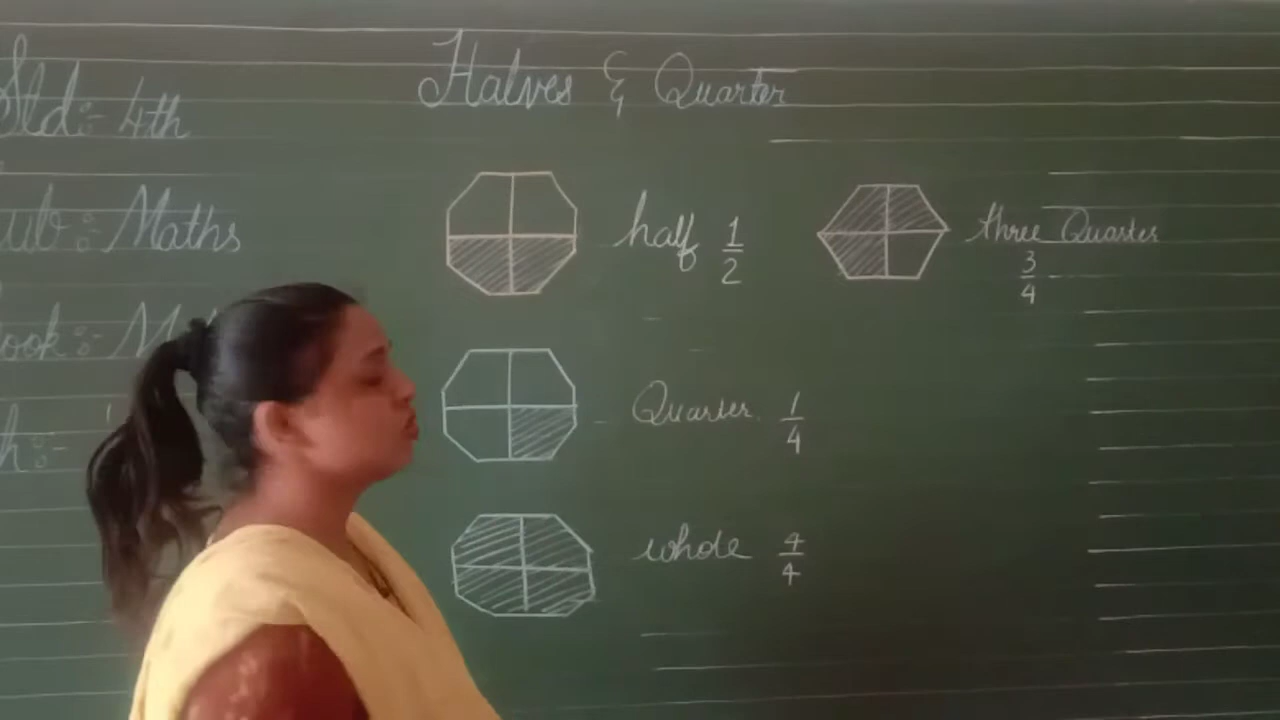 Halves & Quarter
Std:- 4th
Sub:- Maths
half 1/2
three Quarter
3/4
Quarter 1/4
whole 4/4